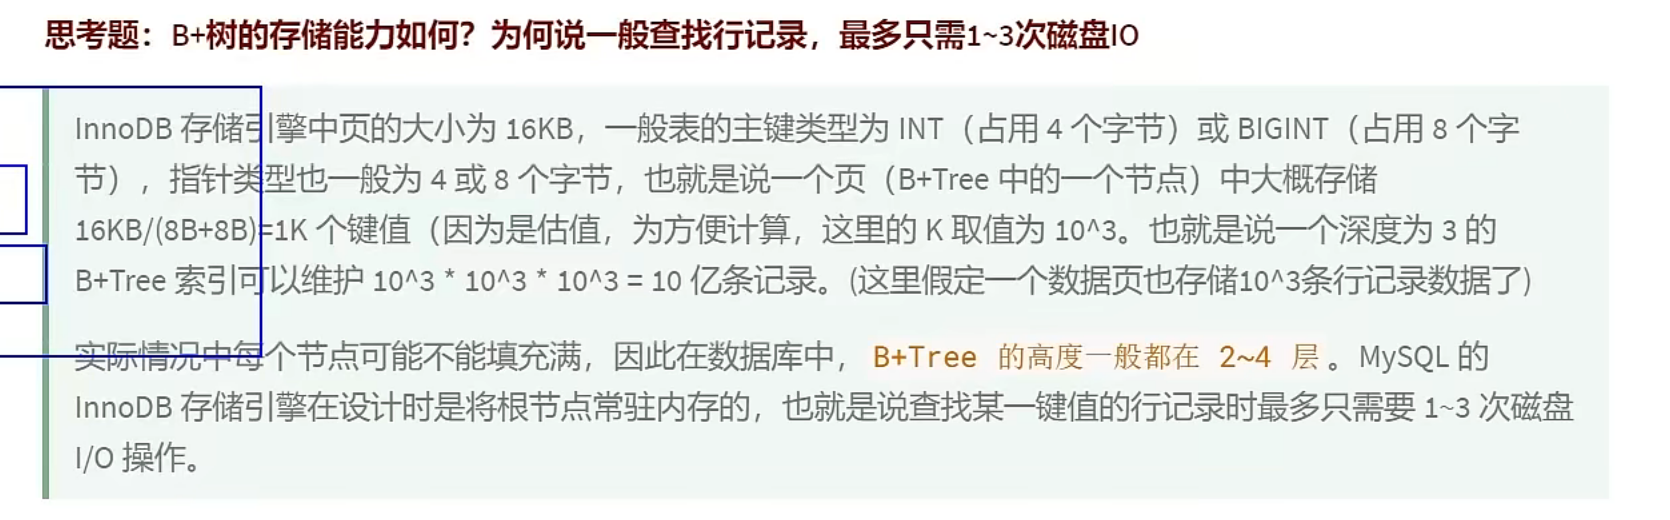 思考题：B+树的存储能力如何？为何说一般查找行记录，最多只需1~3次磁盘IO
InnoDB 存储引擎中页的大小为 16KB，一般表的主键类型为 INT（占用 4 个字节）或 BIGINT（占用 8 个字
节），指针类型也一般为 4 或 8 个字节，也就是说一个页（B+Tree 中的一个节点）中大概存储
16KB/(8B+8B)=1K 个键值（因为是估值，为方便计算，这里的 K 取值为 10^3。也就是说一个深度为 3 的
B+Tree 索引可以维护 10^3 * 10^3 * 10^3 = 10 亿条记录。(这里假定一个数据页也存储10^3条行记录数据了)
实际情况中每个节点可能不能填充满，因此在数据库中，B+Tree 的高度一般都在 2~4 层。MySQL 的
InnoDB 存储引擎在设计时是将根节点常驻内存的，也就是说查找某一键值的行记录时最多只需要 1~3 次磁盘
I/O 操作。